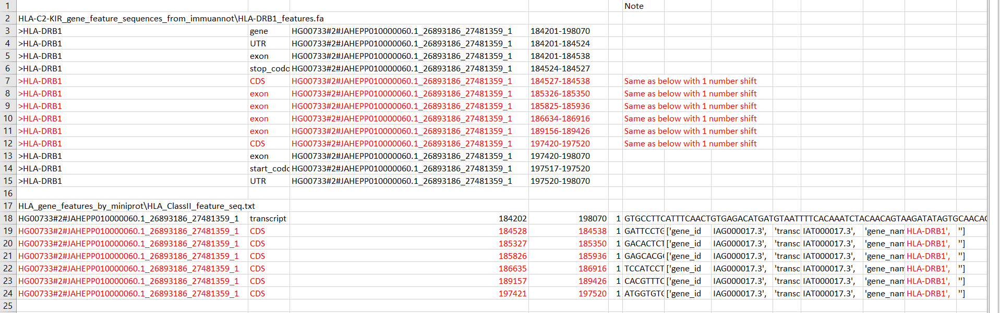 1 Note
2 HLA-C2-KIR_gene_feature_sequences_from_immuannot\HLA-DRB1_features.fa
3 >HLA-DRB1 gene HG00733#2#JAHEPP010000060.1_26893186_27481359_1 184201-198070
4 >HLA-DRB1 UTR HG00733#2#JAHEPP010000060.1_26893186_27481359_1 184201-184524
5 >HLA-DRB1 exon HG00733#2#JAHEPP010000060.1_26893186_27481359_1 184201-184538
6 >HLA-DRB1 stop_codo HG00733#2#JAHEPP010000060.1_26893186_27481359_1 184524-184527
7 >HLA-DRB1 CDS HG00733#2#JAHEPP010000060.1_26893186_27481359_1 184527-184538 Same as below with 1 number shift
8 >HLA-DRB1 exon HG00733#2#JAHEPP010000060.1_26893186_27481359_1 185326-185350 Same as below with 1 number shift
9 >HLA-DRB1 exon HG00733#2#JAHEPP010000060.1_26893186_27481359_1 185825-185936 Same as below with 1 number shift
10 >HLA-DRB1 exon HG00733#2#JAHEPP010000060.1_26893186_27481359_1 186634-186916 Same as below with 1 number shift
11 >HLA-DRB1 exon HG00733#2#JAHEPP010000060.1_26893186_27481359_1 189156-189426 Same as below with 1 number shift
12 >HLA-DRB1 CDS HG00733#2#JAHEPP010000060.1_26893186_27481359_1 197420-197520 Same as below with 1 number shift
13 >HLA-DRB1 exon HG00733#2#JAHEPP010000060.1_26893186_27481359_1 197420-198070
14 >HLA-DRB1 start_codo HG00733#2#JAHEPP010000060.1_26893186_27481359_1 197517-197520
15 >HLA-DRB1 UTR HG00733#2#JAHEPP010000060.1_26893186_27481359_1 197520-198070
16
17 HLA_gene_features_by_miniprot\HLA_ClassII_feature_seq.txt
18 HG00733#2#JAHEPP010000060.1_26893186_27481359_1 transcript 184202 198070 1 GTGCCTTCATTTCAACTGTGAGACATGATGTAATTTTCACAAATCTACAACAGTAAGATATAGTGCAACAC
19 HG00733#2#JAHEPP010000060.1_26893186_27481359_1 CDS 184528 184538 1 GATTCCTG ['gene_id IAG000017.3', 'transc IAT000017.3', 'gene_nam HLA-DRB1', '']
20 HG00733#2#JAHEPP010000060.1_26893186_27481359_1 CDS 185327 185350 1 GACACTCT ['gene_id IAG000017.3', 'transc IAT000017.3', 'gene_nam HLA-DRB1', '']
21 HG00733#2#JAHEPP010000060.1_26893186_27481359_1 CDS 185826 185936 1 GAGCACGC ['gene_id IAG000017.3', 'transc IAT000017.3', 'gene_nam HLA-DRB1', '']
22 HG00733#2#JAHEPP010000060.1_26893186_27481359_1 CDS 186635 186916 1 TCCATCCT ['gene_id IAG000017.3', 'transc IAT000017.3', 'gene_nam HLA-DRB1', '']
23 HG00733#2#JAHEPP010000060.1_26893186_27481359_1 CDS 189157 189426 1 CACGTTTC ['gene_id IAG000017.3', 'transc IAT000017.3', 'gene_nam HLA-DRB1', '']
24 HG00733#2#JAHEPP010000060.1_26893186_27481359_1 CDS 197421 197520 1 ATGGTGTG ['gene_id IAG000017.3', 'transc IAT000017.3', 'gene_nam HLA-DRB1', '']
25